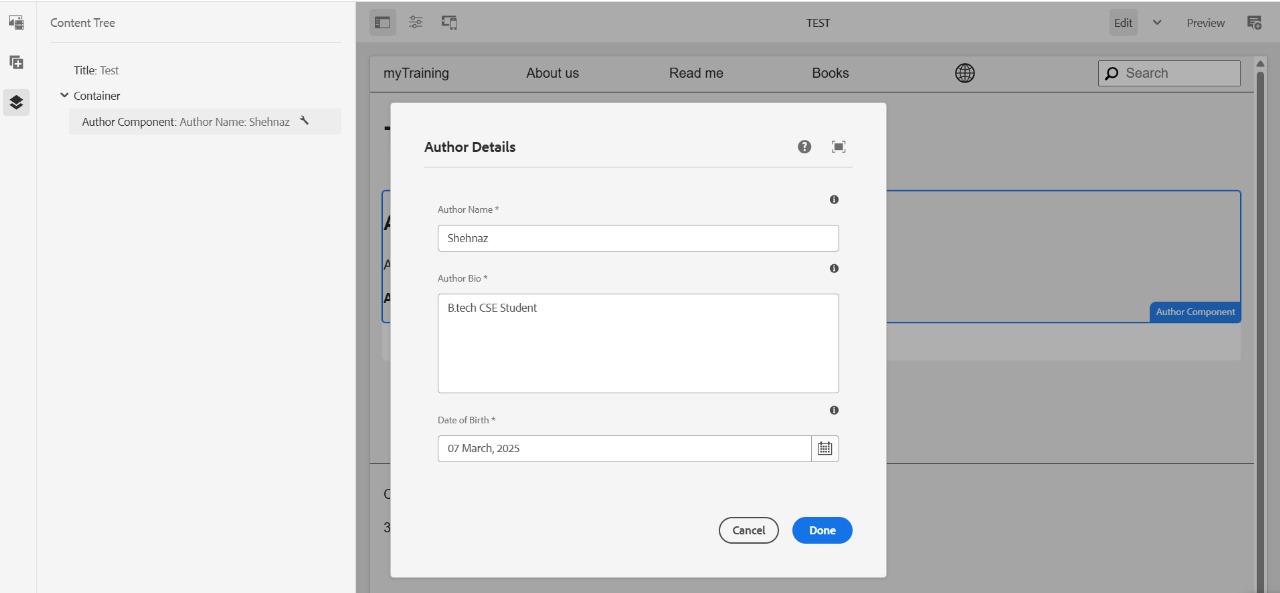 Content Tree
TEST
Edit
Preview
Title: Test
Container
Author Component: Author Name: Shehnaz
myTraining
About us
Read me
Books
Search
Author Details
Author Name *
Shehnaz
Author Bio *
B.tech CSE Student
Author Component
Date of Birth *
07 March, 2025
Cancel
Done